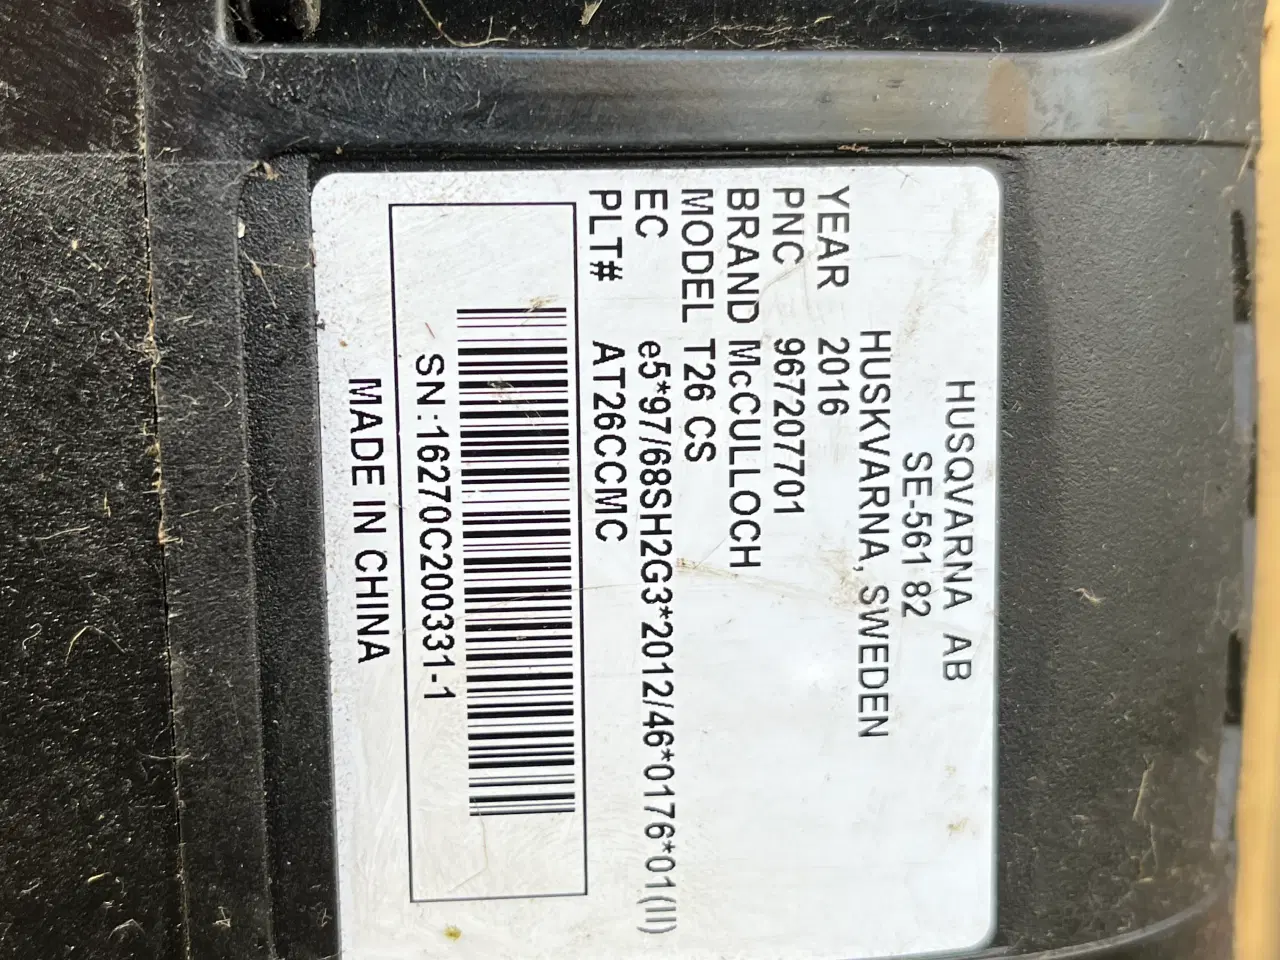 HUSQVARNA AB
SE-561 82
HUSKVARNA, SWEDEN
YEAR 2016
PNC 967207701
BRAND McCULLOCH
MODEL T26 CS
EC e5*97/68SH2G3*2012/46*0176*01(II)
PLT# AT26CCMC
SN:16270C200331-1
MADE IN CHINA